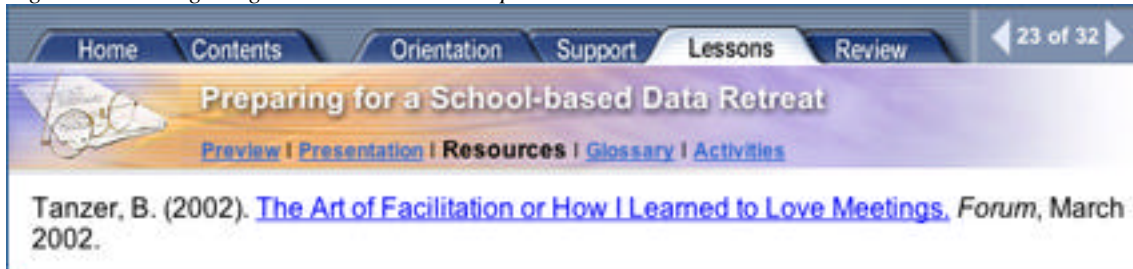 Home Contents Orientation Support Lessons Review 23 of 32
Preparing for a School-based Data Retreat
Preview | Presentation | Resources | Glossary | Activities
Tanzer, B. (2002). The Art of Facilitation or How I Learned to Love Meetings. Forum, March
2002.